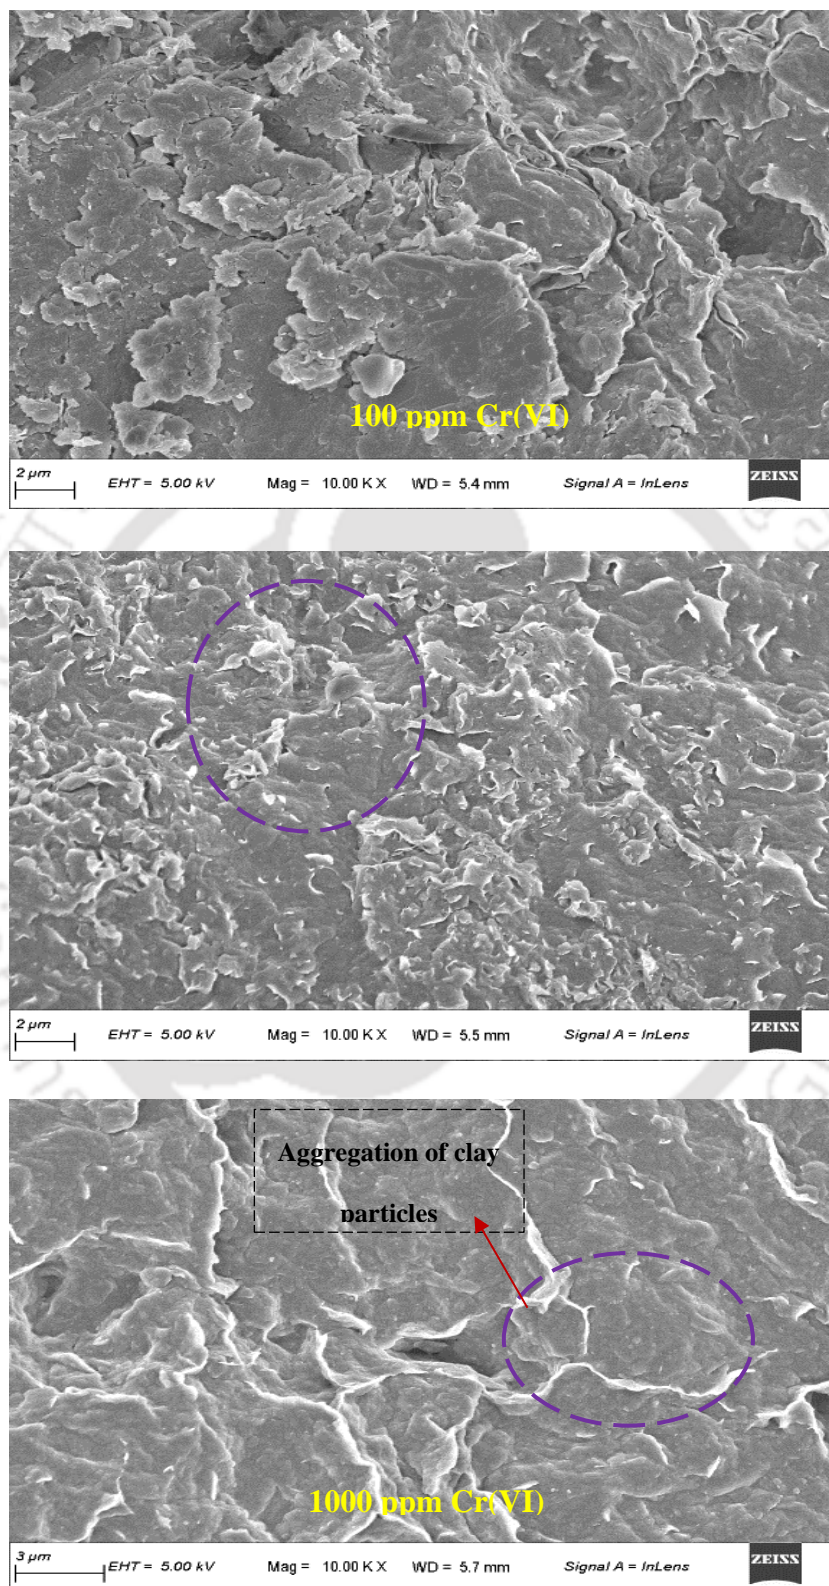 100 ppm Cr(VI)
2 µm EHT = 5.00 kV Mag = 10.00 K X WD = 5.4 mm Signal A = InLens ZEISS
2 µm EHT = 5.00 kV Mag = 10.00 K X WD = 5.5 mm Signal A = InLens ZEISS
Aggregation of clay
particles
1000 ppm Cr(VI)
3 µm EHT = 5.00 kV Mag = 10.00 K X WD = 5.7 mm Signal A = InLens ZEISS